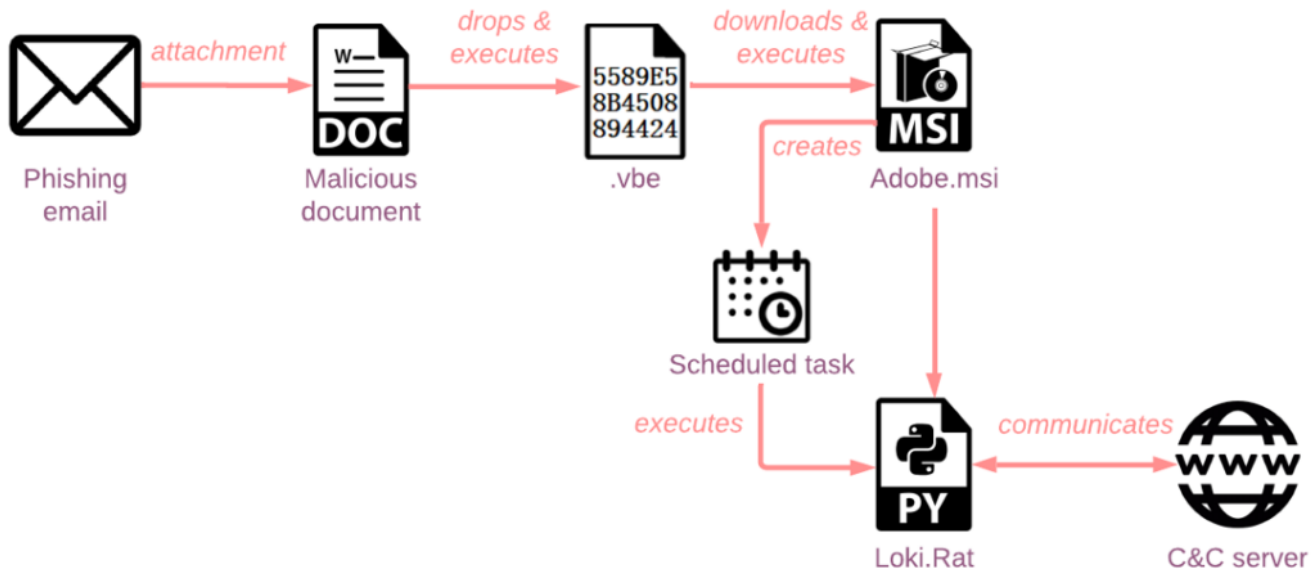 attachment
drops &
executes
downloads &
executes
W
DOC
5589E5
8B4508
894424
MSI
Phishing
email
Malicious
document
.vbe
creates
Adobe.msi
Scheduled task
executes
communicates
www
PY
Loki.Rat
C&C server